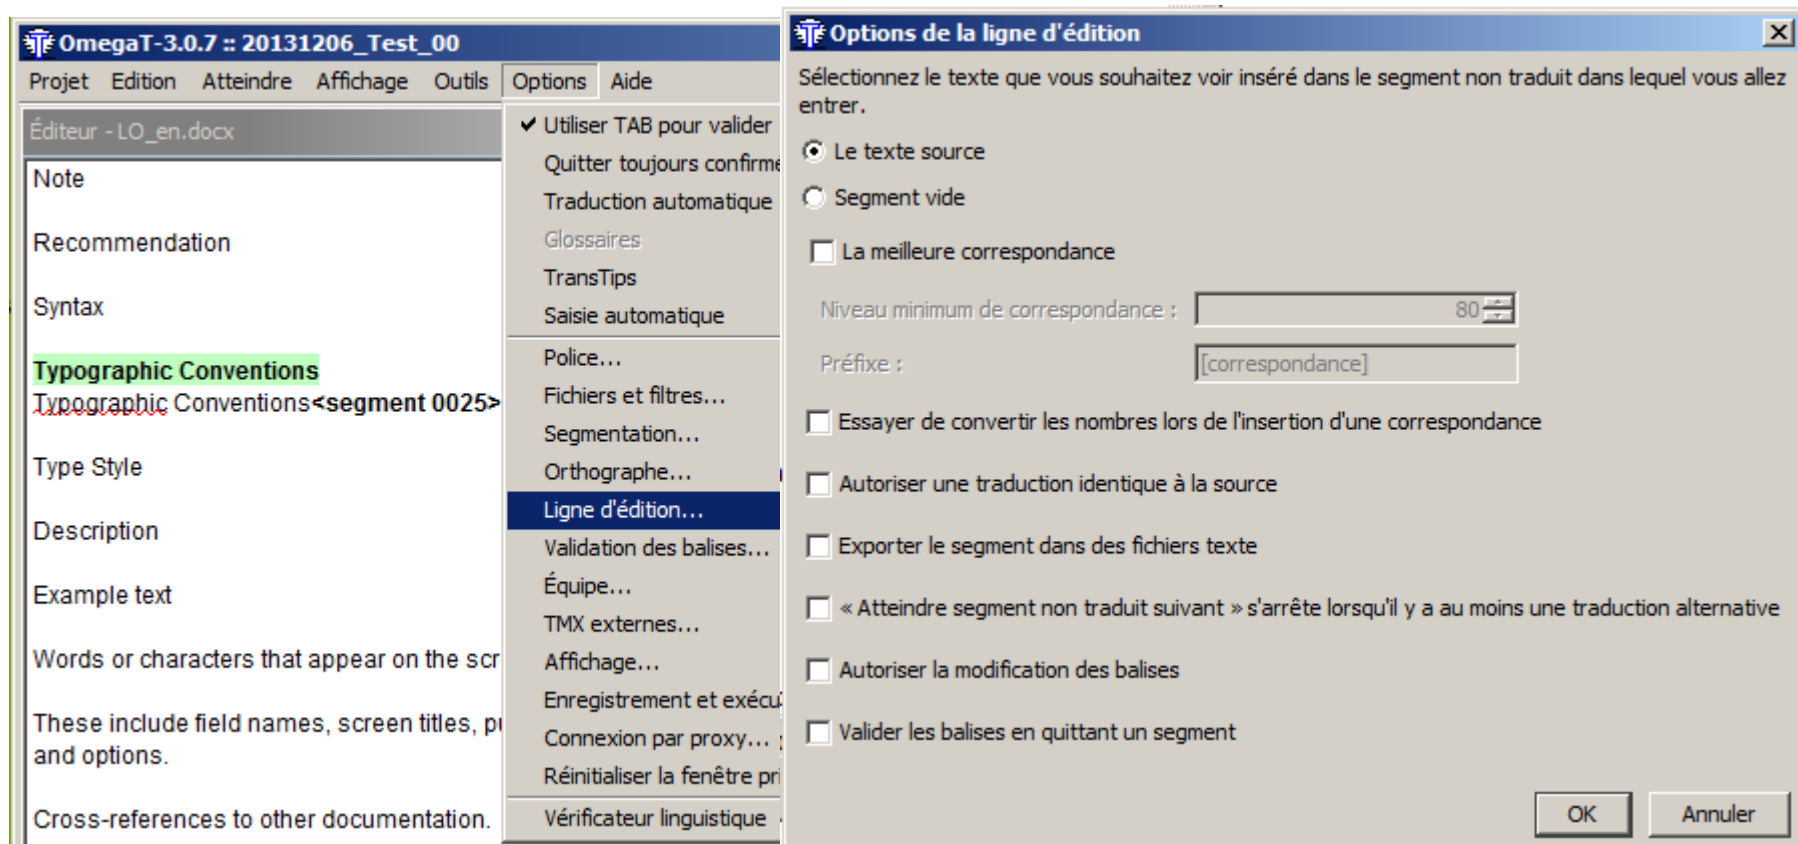 OmegaT-3.0.7 :: 20131206_Test_00
Projet Edition Atteindre Affichage Outils Options Aide
Éditeur - LO_en.docx
Note
Recommendation
Syntax
Typographic Conventions
Typographic Conventions<segment 0025>
Type Style
Description
Example text
Words or characters that appear on the scr
These include field names, screen titles, pu
and options.
Cross-references to other documentation.
Utiliser TAB pour valider
Quitter toujours confirmé
Traduction automatique
Glossaires
TransTips
Saisie automatique
Police...
Fichiers et filtres...
Segmentation...
Orthographe...
Ligne d'édition...
Validation des balises...
Équipe...
TMX externes...
Affichage...
Enregistrement et exécu
Connexion par proxy...
Réinitialiser la fenêtre pri
Vérificateur linguistique
Options de la ligne d'édition
Sélectionnez le texte que vous souhaitez voir inséré dans le segment non traduit dans lequel vous allez
entrer.
Le texte source
Segment vide
La meilleure correspondance
Niveau minimum de correspondance : 80
Préfixe : [correspondance]
Essayer de convertir les nombres lors de l'insertion d'une correspondance
Autoriser une traduction identique à la source
Exporter le segment dans des fichiers texte
« Atteindre segment non traduit suivant » s'arrête lorsqu'il y a au moins une traduction alternative
Autoriser la modification des balises
Valider les balises en quittant un segment
OK Annuler